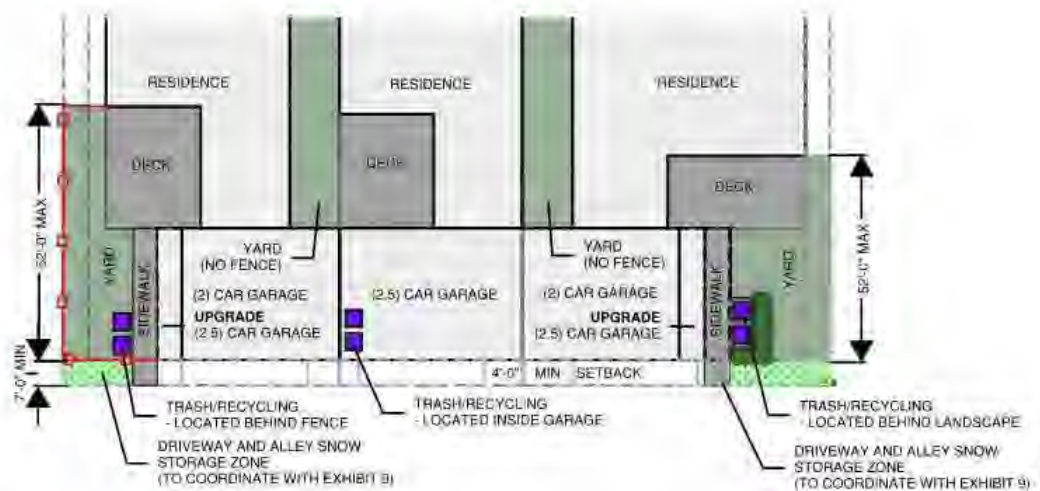 RESIDENCE
RESIDENCE
RESIDENCE
DECK
DECK
DECK
52'-0" MAX
52'-0" MAX
YARD
(NO FENCE)
YARD
(NO FENCE)
YARD
SIDEWALK
(2) CAR GARAGE
UPGRADE
(2.5) CAR GARAGE
(2.5) CAR GARAGE
(2) CAR GARAGE
UPGRADE
(2.5) CAR GARAGE
SIDEWALK
YARD
7'-0" MIN
4'-0" MIN SETBACK
TRASH/RECYCLING
- LOCATED BEHIND FENCE
TRASH/RECYCLING
- LOCATED INSIDE GARAGE
TRASH/RECYCLING
- LOCATED BEHIND LANDSCAPE
DRIVEWAY AND ALLEY SNOW
STORAGE ZONE
(TO COORDINATE WITH EXHIBIT 9)
DRIVEWAY AND ALLEY SNOW
STORAGE ZONE
(TO COORDINATE WITH EXHIBIT 9)